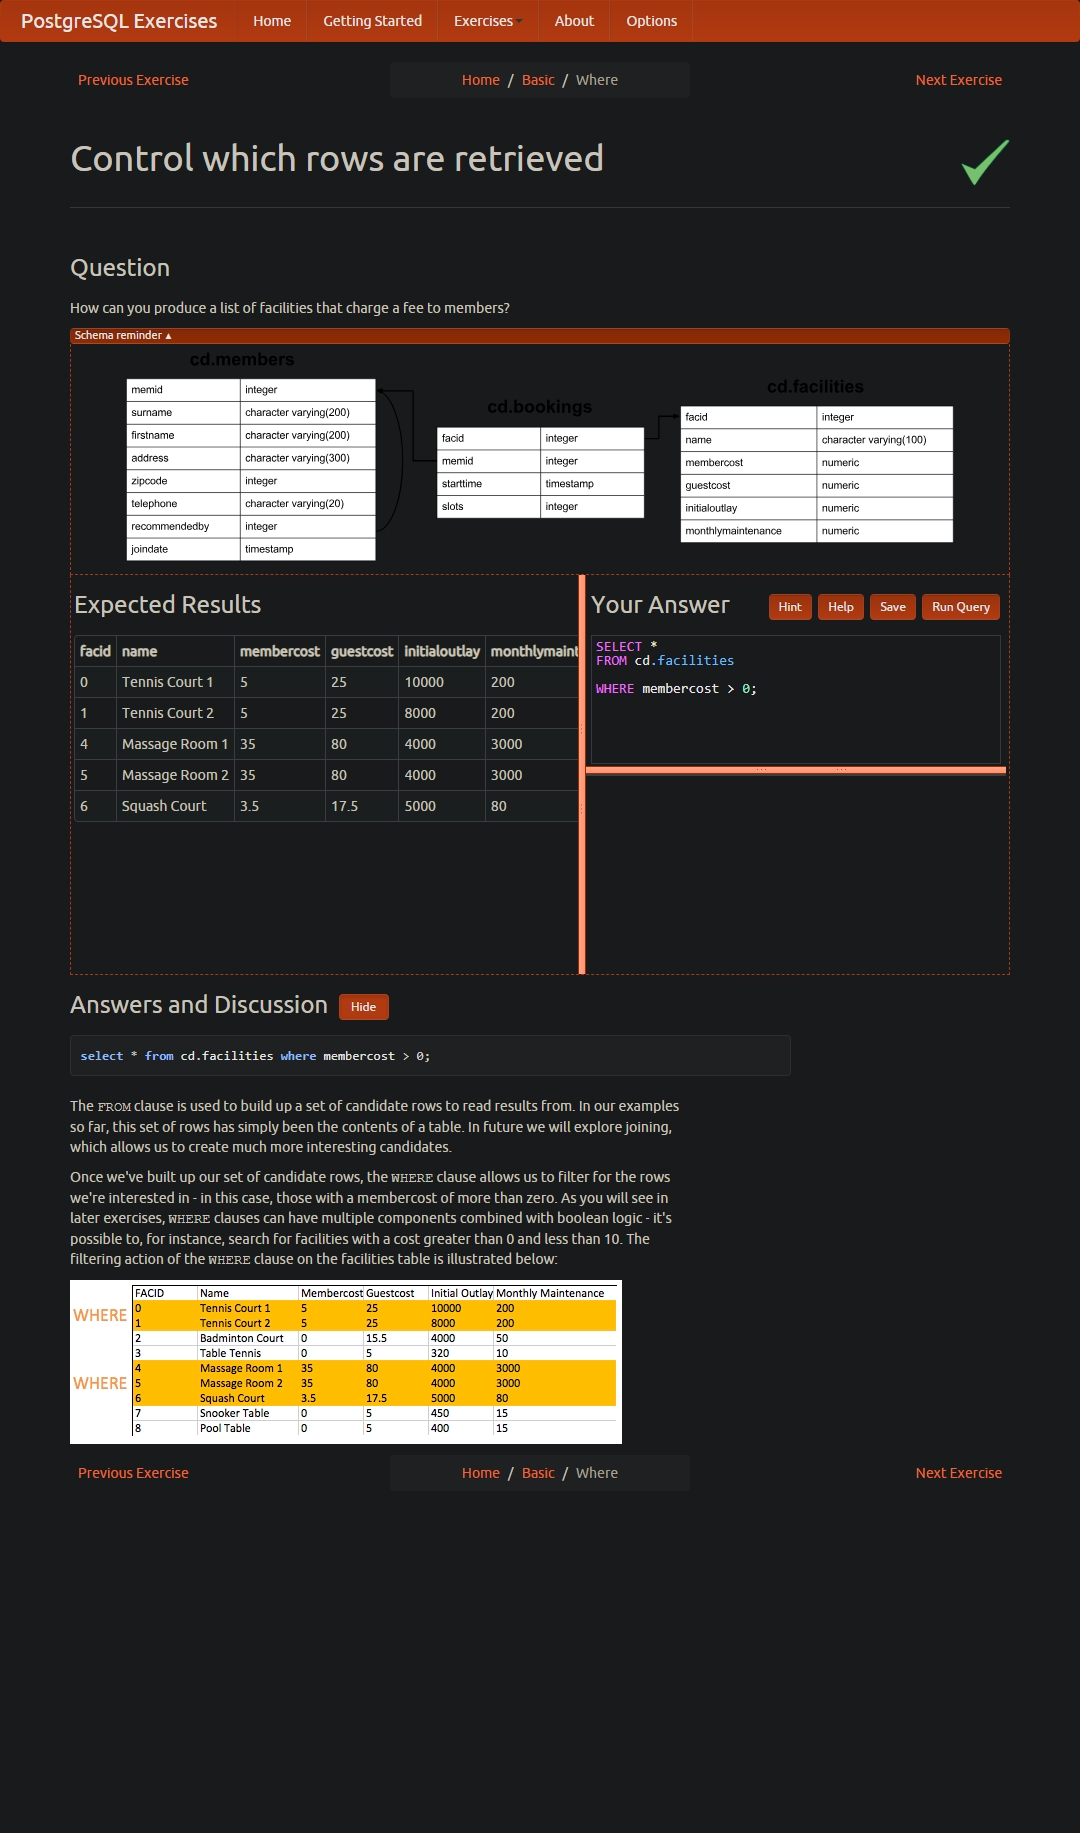 PostgreSQL Exercises Home Getting Started Exercises About Options
Previous Exercise Home / Basic / Where Next Exercise
Control which rows are retrieved
Question
How can you produce a list of facilities that charge a fee to members?
Schema reminder ▴
cd.members
memid integer
surname character varying(200)
firstname character varying(200)
address character varying(300)
zipcode integer
telephone character varying(20)
recommendedby integer
joindate timestamp
cd.bookings
facid integer
memid integer
starttime timestamp
slots integer
cd.facilities
facid integer
name character varying(100)
membercost numeric
guestcost numeric
initialoutlay numeric
monthlymaintenance numeric
Expected Results
facid name membercost guestcost initialoutlay monthlymaint
0 Tennis Court 1 5 25 10000 200
1 Tennis Court 2 5 25 8000 200
4 Massage Room 1 35 80 4000 3000
5 Massage Room 2 35 80 4000 3000
6 Squash Court 3.5 17.5 5000 80
Your Answer Hint Help Save Run Query
SELECT *
FROM cd.facilities
WHERE membercost > 0;
Answers and Discussion Hide
select * from cd.facilities where membercost > 0;
The FROM clause is used to build up a set of candidate rows to read results from. In our examples
so far, this set of rows has simply been the contents of a table. In future we will explore joining,
which allows us to create much more interesting candidates.
Once we've built up our set of candidate rows, the WHERE clause allows us to filter for the rows
we're interested in - in this case, those with a membercost of more than zero. As you will see in
later exercises, WHERE clauses can have multiple components combined with boolean logic - it's
possible to, for instance, search for facilities with a cost greater than 0 and less than 10. The
filtering action of the WHERE clause on the facilities table is illustrated below:
FACID Name Membercost Guestcost Initial Outlay Monthly Maintenance
WHERE
0 Tennis Court 1 5 25 10000 200
1 Tennis Court 2 5 25 8000 200
2 Badminton Court 0 15.5 4000 50
3 Table Tennis 0 5 320 10
WHERE
4 Massage Room 1 35 80 4000 3000
5 Massage Room 2 35 80 4000 3000
6 Squash Court 3.5 17.5 5000 80
7 Snooker Table 0 5 450 15
8 Pool Table 0 5 400 15
Previous Exercise Home / Basic / Where Next Exercise